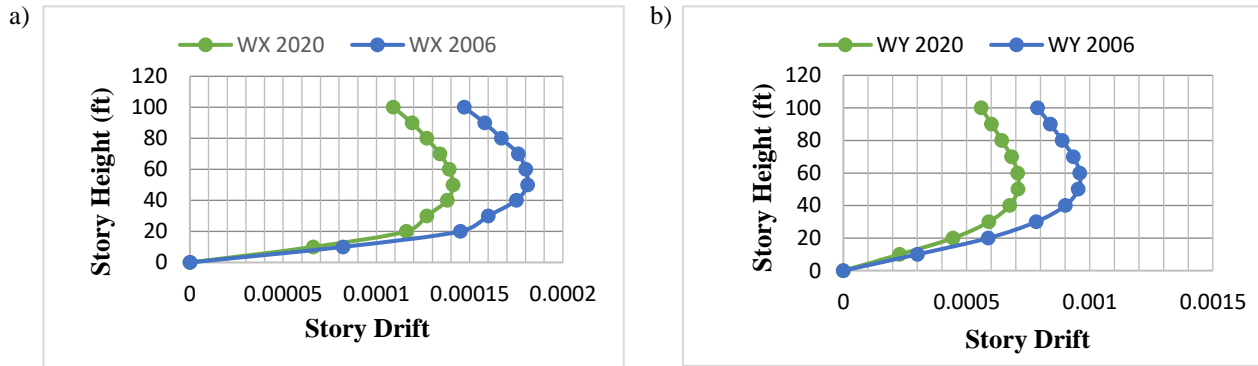 a)
WX 2020 WX 2006
120
100
80
60
40
20
0
Story Height (ft)
0 0.00005 0.0001 0.00015 0.0002
Story Drift
b)
WY 2020 WY 2006
120
100
80
60
40
20
0
Story Height (ft)
0 0.0005 0.001 0.0015
Story Drift